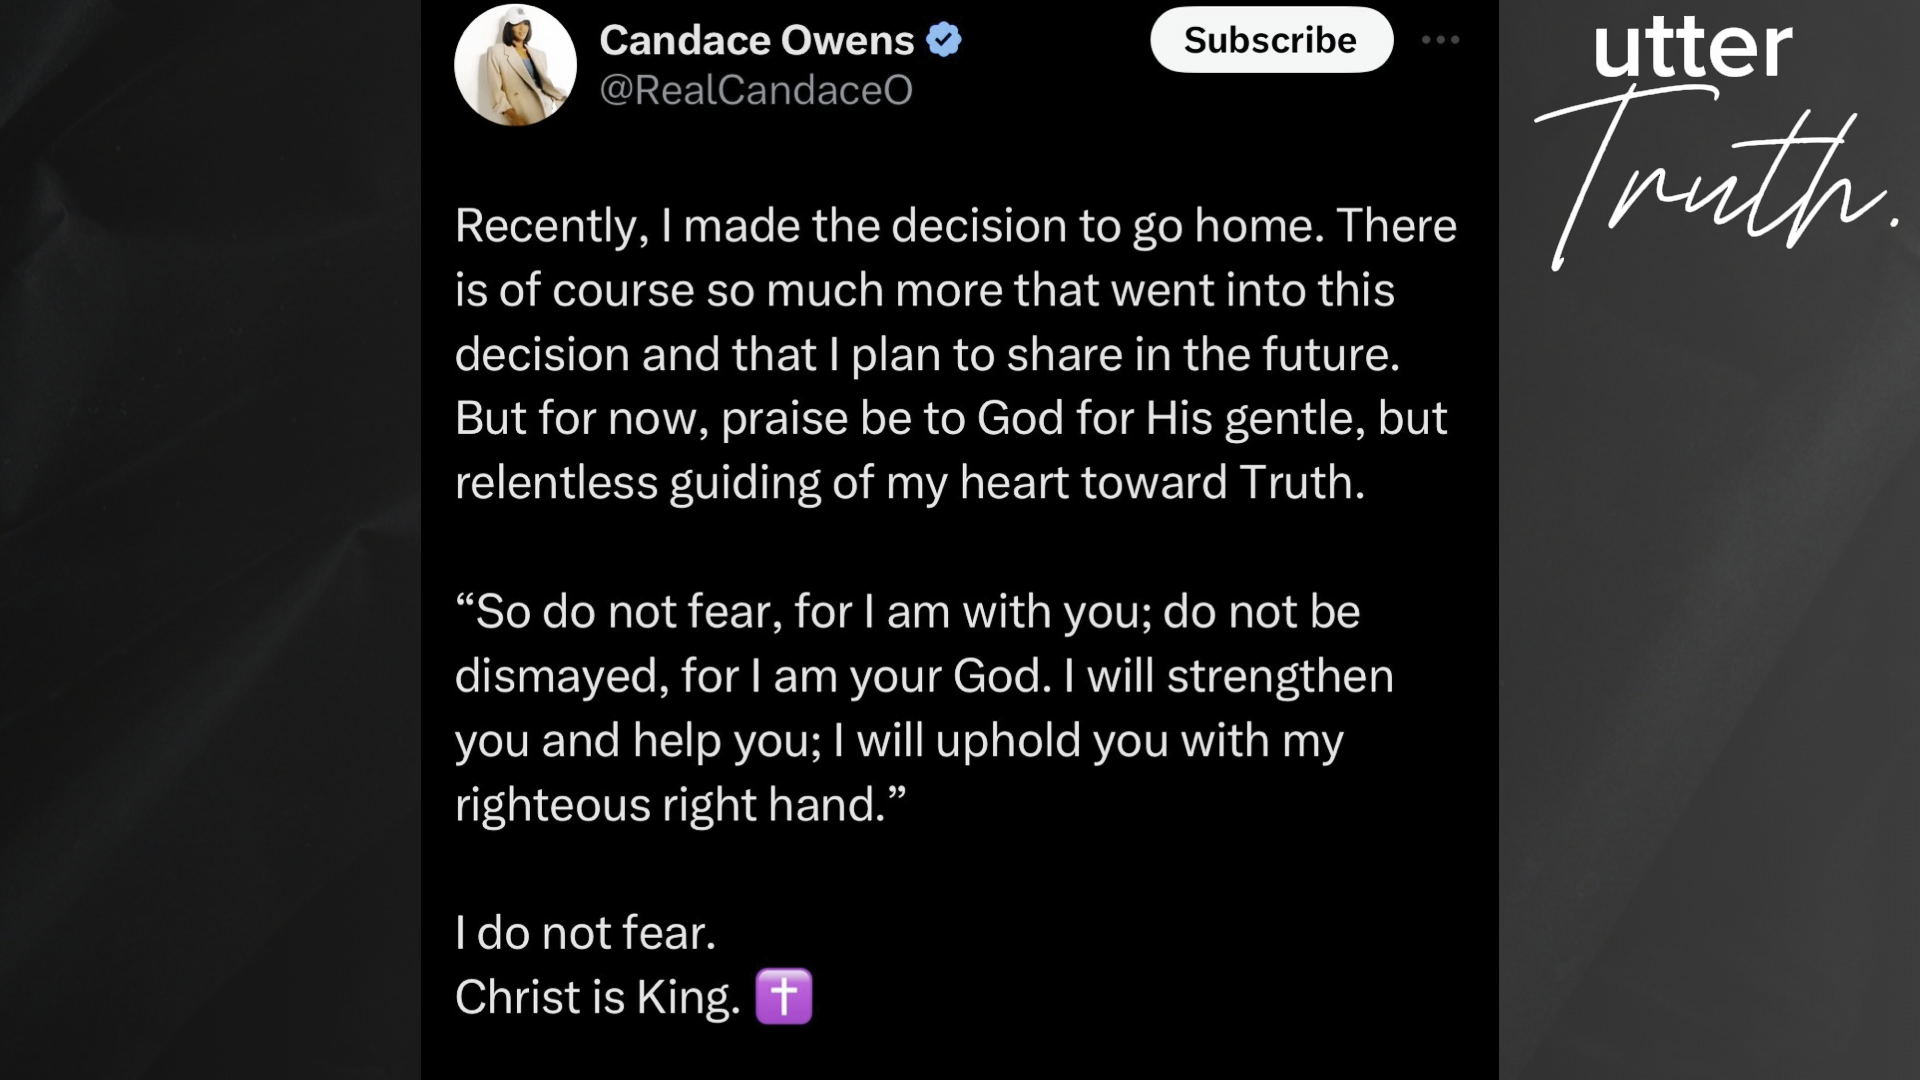 Candace Owens
@RealCandaceO
Subscribe
utter
Truth.
Recently, I made the decision to go home. There
is of course so much more that went into this
decision and that I plan to share in the future.
But for now, praise be to God for His gentle, but
relentless guiding of my heart toward Truth.
“So do not fear, for I am with you; do not be
dismayed, for I am your God. I will strengthen
you and help you; I will uphold you with my
righteous right hand.”
I do not fear.
Christ is King. ✝️